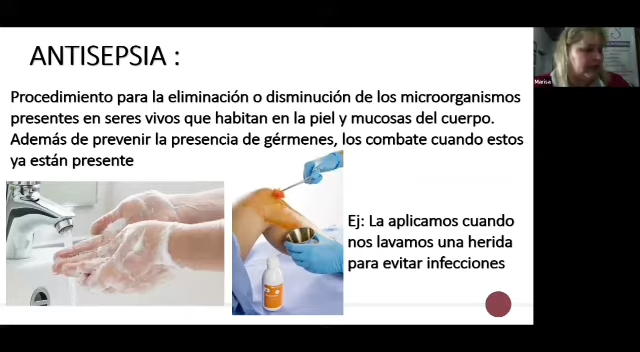 ANTISEPSIA :
Procedimiento para la eliminación o disminución de los microorganismos
presentes en seres vivos que habitan en la piel y mucosas del cuerpo.
Además de prevenir la presencia de gérmenes, los combate cuando estos
ya están presente
Ej: La aplicamos cuando
nos lavamos una herida
para evitar infecciones